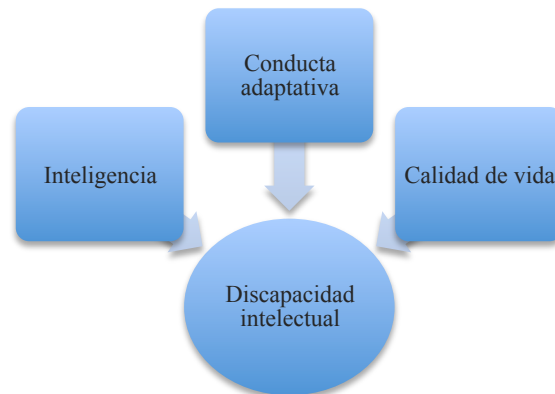 Conducta
adaptativa
Inteligencia
Calidad de vida
Discapacidad
intelectual